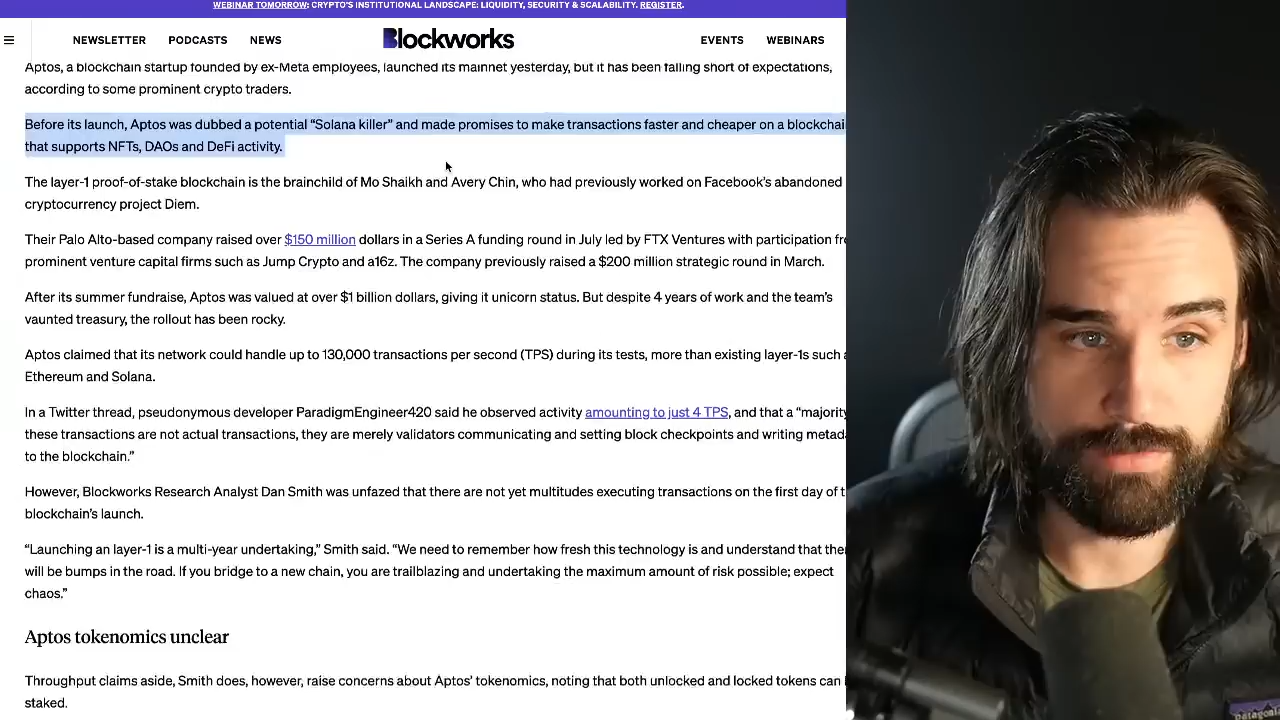 WEBINAR TOMORROW: CRYPTO'S INSTITUTIONAL LANDSCAPE: LIQUIDITY, SECURITY & SCALABILITY. REGISTER.
NEWSLETTER PODCASTS NEWS Blockworks EVENTS WEBINARS
Aptos, a blockchain startup founded by ex-Meta employees, launched its mainnet yesterday, but it has been falling short of expectations,
according to some prominent crypto traders.
Before its launch, Aptos was dubbed a potential “Solana killer” and made promises to make transactions faster and cheaper on a blockchai
that supports NFTs, DAOs and DeFi activity.
The layer-1 proof-of-stake blockchain is the brainchild of Mo Shaikh and Avery Chin, who had previously worked on Facebook's abandoned
cryptocurrency project Diem.
Their Palo Alto-based company raised over $150 million dollars in a Series A funding round in July led by FTX Ventures with participation fr
prominent venture capital firms such as Jump Crypto and a16z. The company previously raised a $200 million strategic round in March.
After its summer fundraise, Aptos was valued at over $1 billion dollars, giving it unicorn status. But despite 4 years of work and the team's
vaunted treasury, the rollout has been rocky.
Aptos claimed that its network could handle up to 130,000 transactions per second (TPS) during its tests, more than existing layer-1s such
Ethereum and Solana.
In a Twitter thread, pseudonymous developer ParadigmEngineer420 said he observed activity amounting to just 4 TPS, and that a “majority
these transactions are not actual transactions, they are merely validators communicating and setting block checkpoints and writing metad
to the blockchain.”
However, Blockworks Research Analyst Dan Smith was unfazed that there are not yet multitudes executing transactions on the first day of t
blockchain's launch.
“Launching an layer-1 is a multi-year undertaking,” Smith said. “We need to remember how fresh this technology is and understand that the
will be bumps in the road. If you bridge to a new chain, you are trailblazing and undertaking the maximum amount of risk possible; expect
chaos.”
Aptos tokenomics unclear
Throughput claims aside, Smith does, however, raise concerns about Aptos' tokenomics, noting that both unlocked and locked tokens can
staked.
patagonia